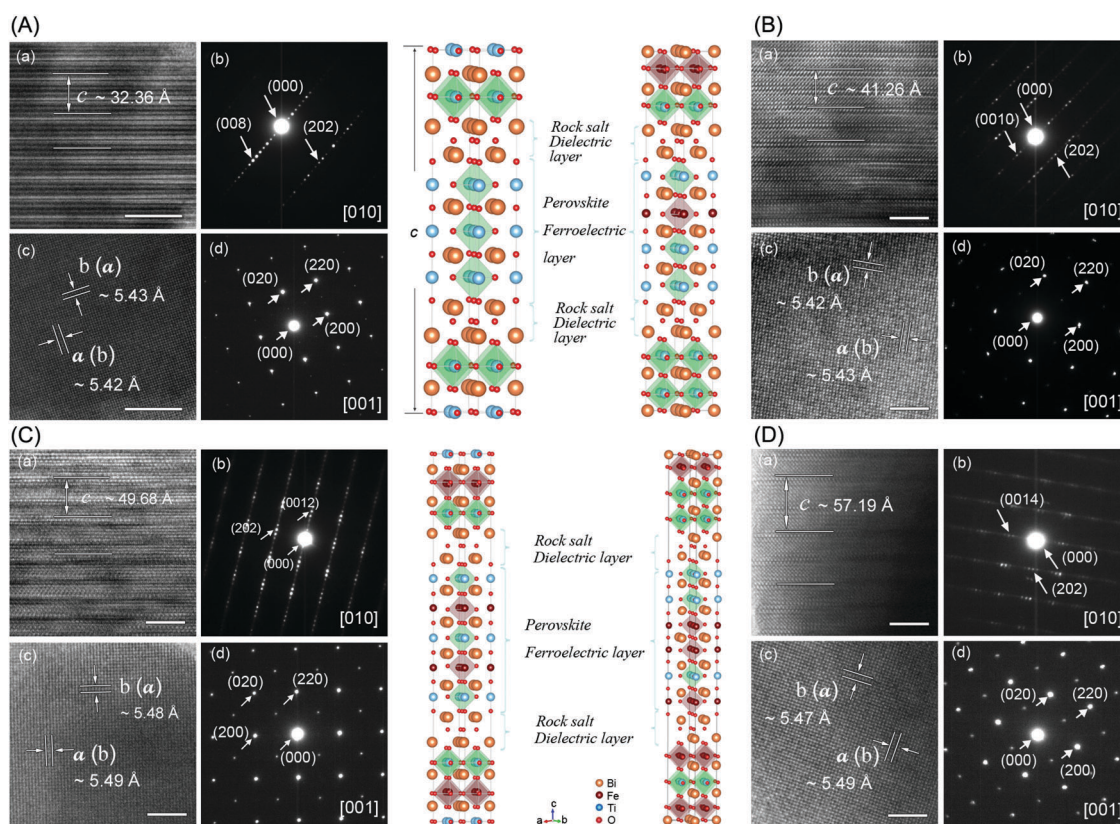 (A)
(a)
c ~ 32.36 Å
(b)
(000)
(008)
(202)
[010]
(c)
b (a)
~ 5.43 Å
a (b)
~ 5.42 Å
(d)
(020)
(220)
(200)
(000)
[001]
c
Rock salt
Dielectric
layer
Perovskite
Ferroelectric
layer
Rock salt
Dielectric
layer
(B)
(a)
c ~ 41.26 Å
(b)
(000)
(0010)
(202)
[010]
(c)
b (a)
~ 5.42 Å
a (b)
~ 5.43 Å
(d)
(020)
(220)
(000)
(200)
[001]
(C)
(a)
c ~ 49.68 Å
(b)
(0012)
(202)
(000)
[010]
(c)
b (a)
~ 5.48 Å
a (b)
~ 5.49 Å
(d)
(020)
(220)
(200)
(000)
[001]
Rock salt
Dielectric layer
Perovskite
Ferroelectric layer
Rock salt
Dielectric layer
Bi
Fe
Ti
O
c
a
b
(D)
(a)
c ~ 57.19 Å
(b)
(0014)
(000)
(202)
[010]
(c)
b (a)
~ 5.47 Å
a (b)
~ 5.49 Å
(d)
(020)
(220)
(000)
(200)
[001]